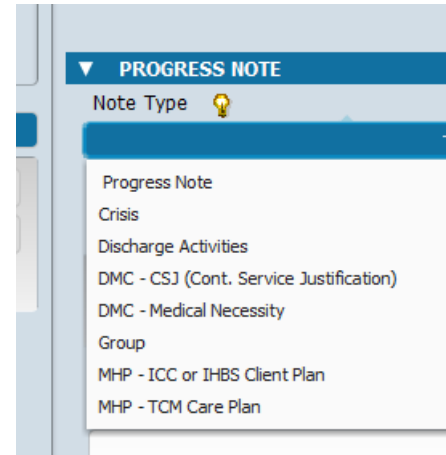 PROGRESS NOTE
Note Type
Progress Note
Crisis
Discharge Activities
DMC - CSJ (Cont. Service Justification)
DMC - Medical Necessity
Group
MHP - ICC or IHBS Client Plan
MHP - TCM Care Plan